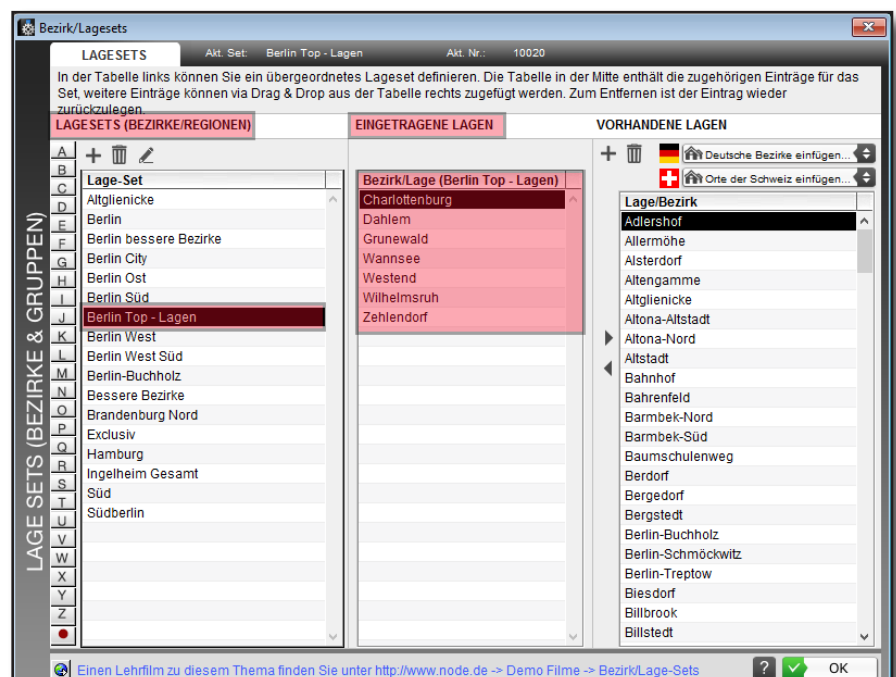 Bezirk/Lagesets
LAGESETS Akt. Set: Berlin Top - Lagen Akt. Nr.: 10020
In der Tabelle links können Sie ein übergeordnetes Lageset definieren. Die Tabelle in der Mitte enthält die zugehörigen Einträge für das
Set, weitere Einträge können via Drag & Drop aus der Tabelle rechts zugefügt werden. Zum Entfernen ist der Eintrag wieder
zurückzulegen.
LAGESETS (BEZIRKE/REGIONEN)
EINGETRAGENE LAGEN
VORHANDENE LAGEN
LAGE SETS (BEZIRKE & GRUPPEN)
A
B
C
D
E
F
G
H
I
J
K
L
M
N
O
P
Q
R
S
T
U
V
W
X
Y
Z
Lage-Set
Altglienicke
Berlin
Berlin bessere Bezirke
Berlin City
Berlin Ost
Berlin Süd
Berlin Top - Lagen
Berlin West
Berlin West Süd
Berlin-Buchholz
Bessere Bezirke
Brandenburg Nord
Exclusiv
Hamburg
Ingelheim Gesamt
Süd
Südberlin
Bezirk/Lage (Berlin Top - Lagen)
Charlottenburg
Dahlem
Grunewald
Wannsee
Westend
Wilhelmsruh
Zehlendorf
Deutsche Bezirke einfügen...
Orte der Schweiz einfügen...
Lage/Bezirk
Adlershof
Allermöhe
Alsterdorf
Altengamme
Altglienicke
Altona-Altstadt
Altona-Nord
Altstadt
Bahnhof
Bahrenfeld
Barmbek-Nord
Barmbek-Süd
Baumschulenweg
Berdorf
Bergedorf
Bergstedt
Berlin-Buchholz
Berlin-Schmöckwitz
Berlin-Treptow
Biesdorf
Billbrook
Billstedt
Einen Lehrfilm zu diesem Thema finden Sie unter http://www.node.de -> Demo Filme -> Bezirk/Lage-Sets
? OK